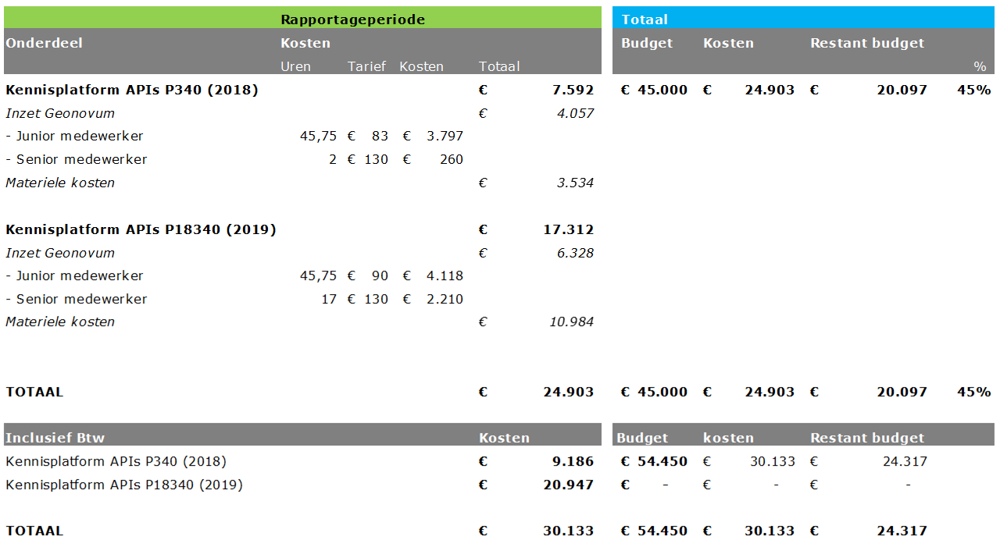 Rapportageperiode Totaal
Onderdeel Kosten Budget Kosten Restant budget
Uren Tarief Kosten Totaal %
Kennisplatform APIs P340 (2018) € 7.592 € 45.000 € 24.903 € 20.097 45%
Inzet Geonovum € 4.057
- Junior medewerker 45,75 € 83 € 3.797
- Senior medewerker 2 € 130 € 260
Materiele kosten € 3.534
Kennisplatform APIs P18340 (2019) € 17.312
Inzet Geonovum € 6.328
- Junior medewerker 45,75 € 90 € 4.118
- Senior medewerker 17 € 130 € 2.210
Materiele kosten € 10.984
TOTAAL € 24.903 € 45.000 € 24.903 € 20.097 45%
Inclusief Btw Kosten Budget kosten Restant budget
Kennisplatform APIs P340 (2018) € 9.186 € 54.450 € 30.133 € 24.317
Kennisplatform APIs P18340 (2019) € 20.947 € - € - € -
TOTAAL € 30.133 € 54.450 € 30.133 € 24.317